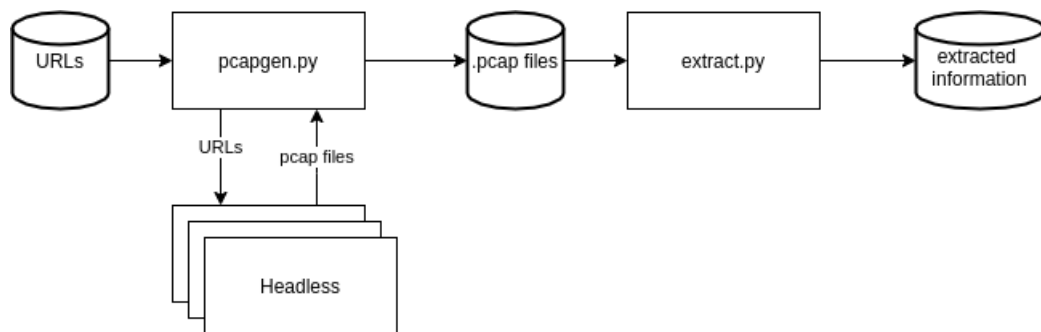 URLs
pcapgen.py
.pcap files
extract.py
extracted
information
URLs
pcap files
Headless